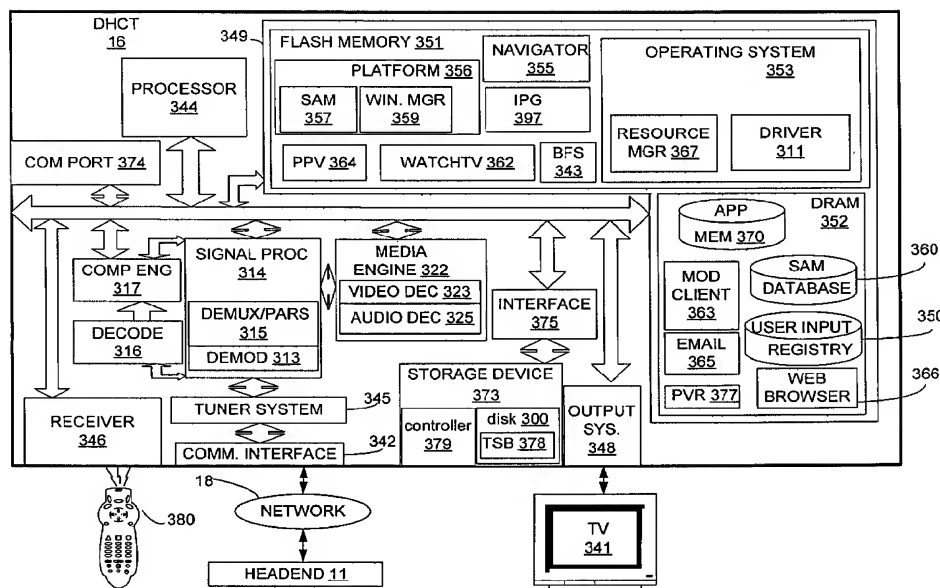 DHCT
16
349
FLASH MEMORY 351
NAVIGATOR
355
OPERATING SYSTEM
353
PLATFORM 356
PROCESSOR
344
SAM
357
WIN. MGR
359
IPG
397
RESOURCE
MGR 367
DRIVER
311
COM PORT 374
PPV 364
WATCHTV 362
BFS
343
APP
MEM 370
DRAM
352
SIGNAL PROC
314
MEDIA
ENGINE 322
VIDEO DEC 323
AUDIO DEC 325
COMP ENG
317
DEMUX/PARS
315
DEMOD 313
DECODE
316
INTERFACE
375
MOD
CLIENT
363
SAM
DATABASE
360
USER INPUT
REGISTRY
350
EMAIL
365
WEB
BROWSER
366
PVR 377
STORAGE DEVICE
373
controller
379
disk 300
TSB 378
OUTPUT
SYS.
348
TUNER SYSTEM
345
RECEIVER
346
COMM. INTERFACE
342
18
NETWORK
380
TV
341
HEADEND 11